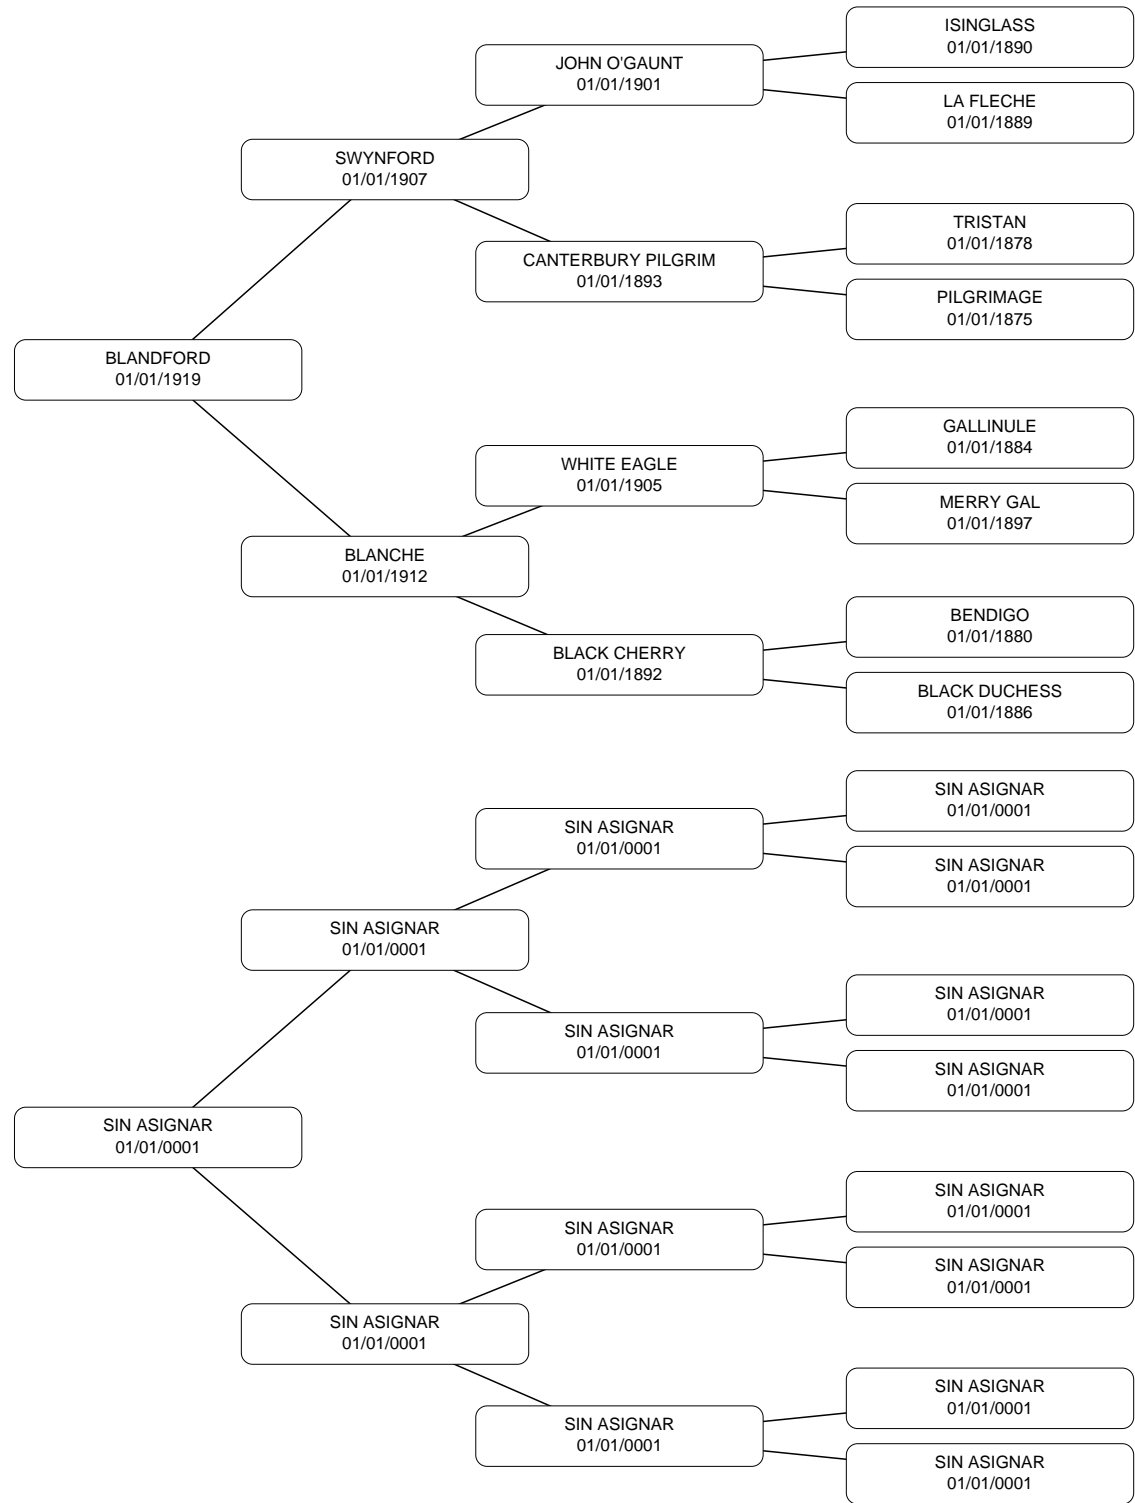 ISINGLASS
01/01/1890
JOHN O'GAUNT
01/01/1901
LA FLECHE
01/01/1889
SWYNFORD
01/01/1907
TRISTAN
01/01/1878
CANTERBURY PILGRIM
01/01/1893
PILGRIMAGE
01/01/1875
BLANDFORD
01/01/1919
GALLINULE
01/01/1884
WHITE EAGLE
01/01/1905
MERRY GAL
01/01/1897
BLANCHE
01/01/1912
BENDIGO
01/01/1880
BLACK CHERRY
01/01/1892
BLACK DUCHESS
01/01/1886
SIN ASIGNAR
01/01/0001
SIN ASIGNAR
01/01/0001
SIN ASIGNAR
01/01/0001
SIN ASIGNAR
01/01/0001
SIN ASIGNAR
01/01/0001
SIN ASIGNAR
01/01/0001
SIN ASIGNAR
01/01/0001
SIN ASIGNAR
01/01/0001
SIN ASIGNAR
01/01/0001
SIN ASIGNAR
01/01/0001
SIN ASIGNAR
01/01/0001
SIN ASIGNAR
01/01/0001
SIN ASIGNAR
01/01/0001
SIN ASIGNAR
01/01/0001
SIN ASIGNAR
01/01/0001